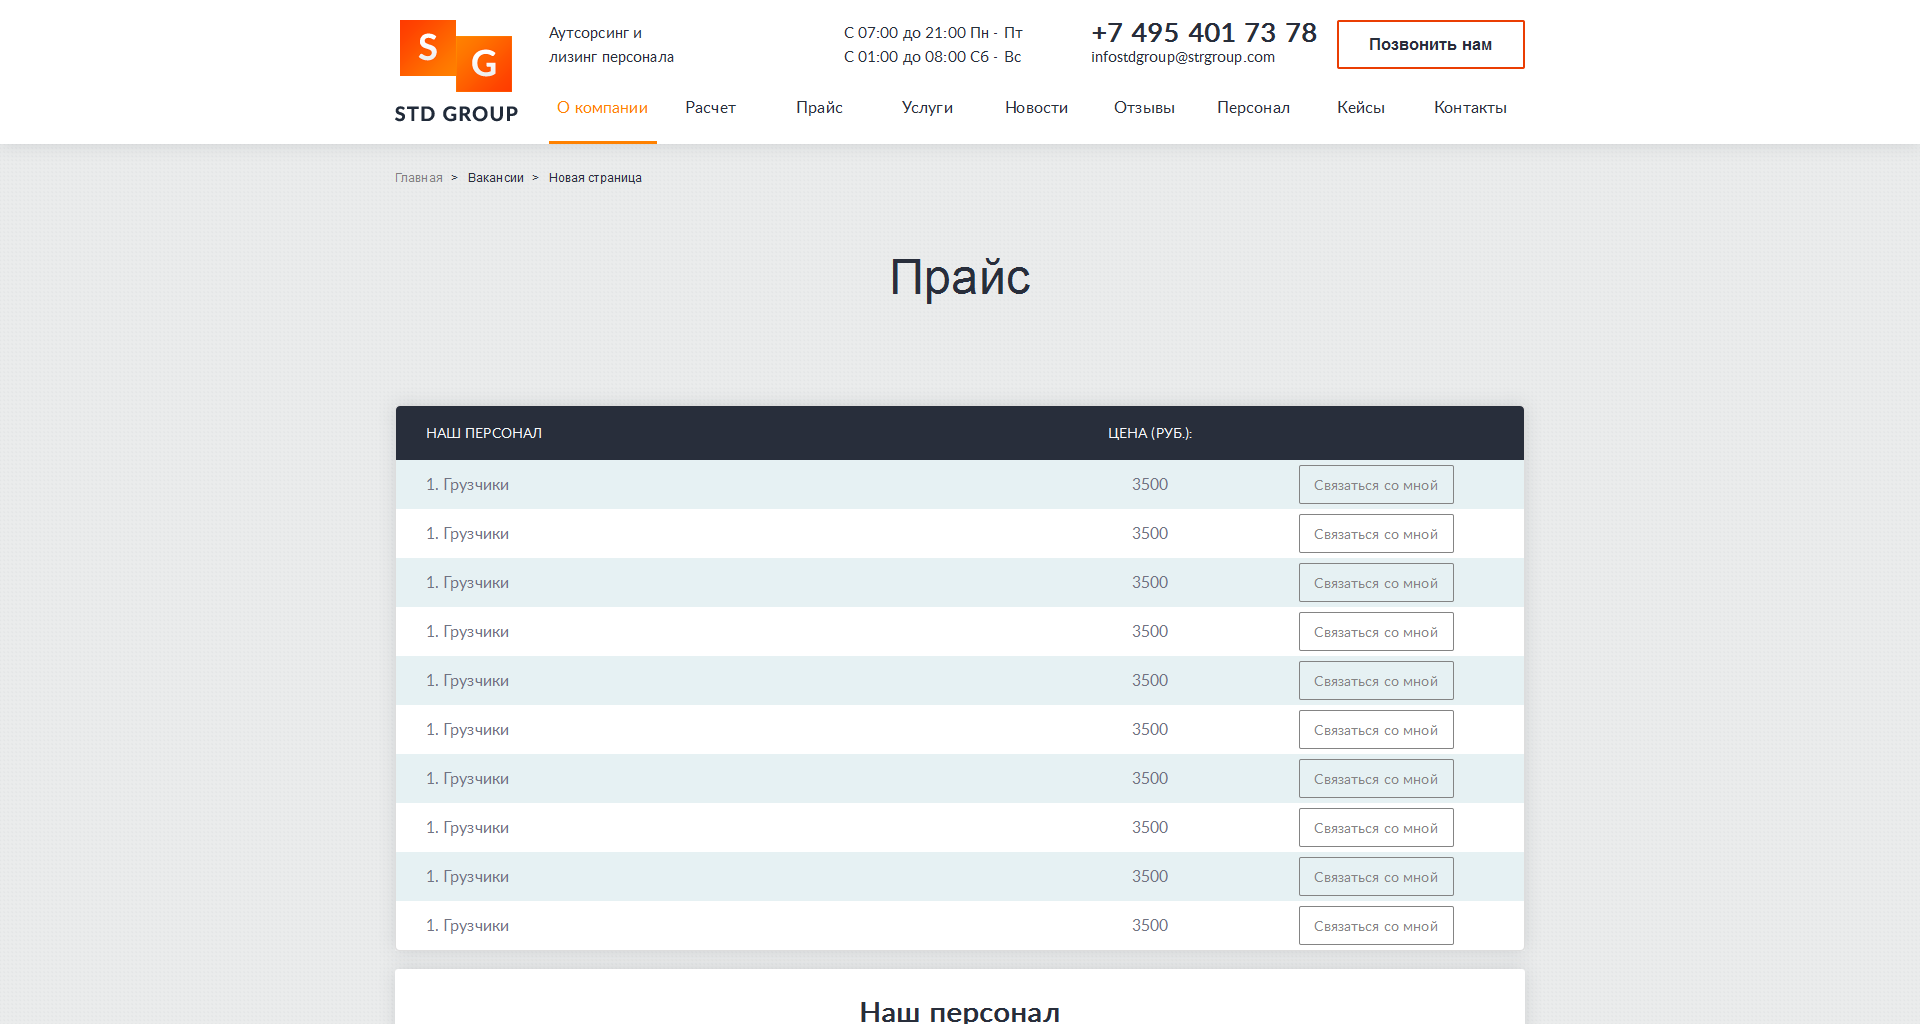 S G
STD GROUP
Аутсорсинг и
лизинг персонала
С 07:00 до 21:00 Пн - Пт
С 01:00 до 08:00 Сб - Вс
+7 495 401 73 78
infostdgroup@strgroup.com
Позвонить нам
О компании Расчет Прайс Услуги Новости Отзывы Персонал Кейсы Контакты
Главная > Вакансии > Новая страница
Прайс
НАШ ПЕРСОНАЛ ЦЕНА (РУБ.):
1. Грузчики 3500 Связаться со мной
1. Грузчики 3500 Связаться со мной
1. Грузчики 3500 Связаться со мной
1. Грузчики 3500 Связаться со мной
1. Грузчики 3500 Связаться со мной
1. Грузчики 3500 Связаться со мной
1. Грузчики 3500 Связаться со мной
1. Грузчики 3500 Связаться со мной
1. Грузчики 3500 Связаться со мной
1. Грузчики 3500 Связаться со мной
Наш персонал